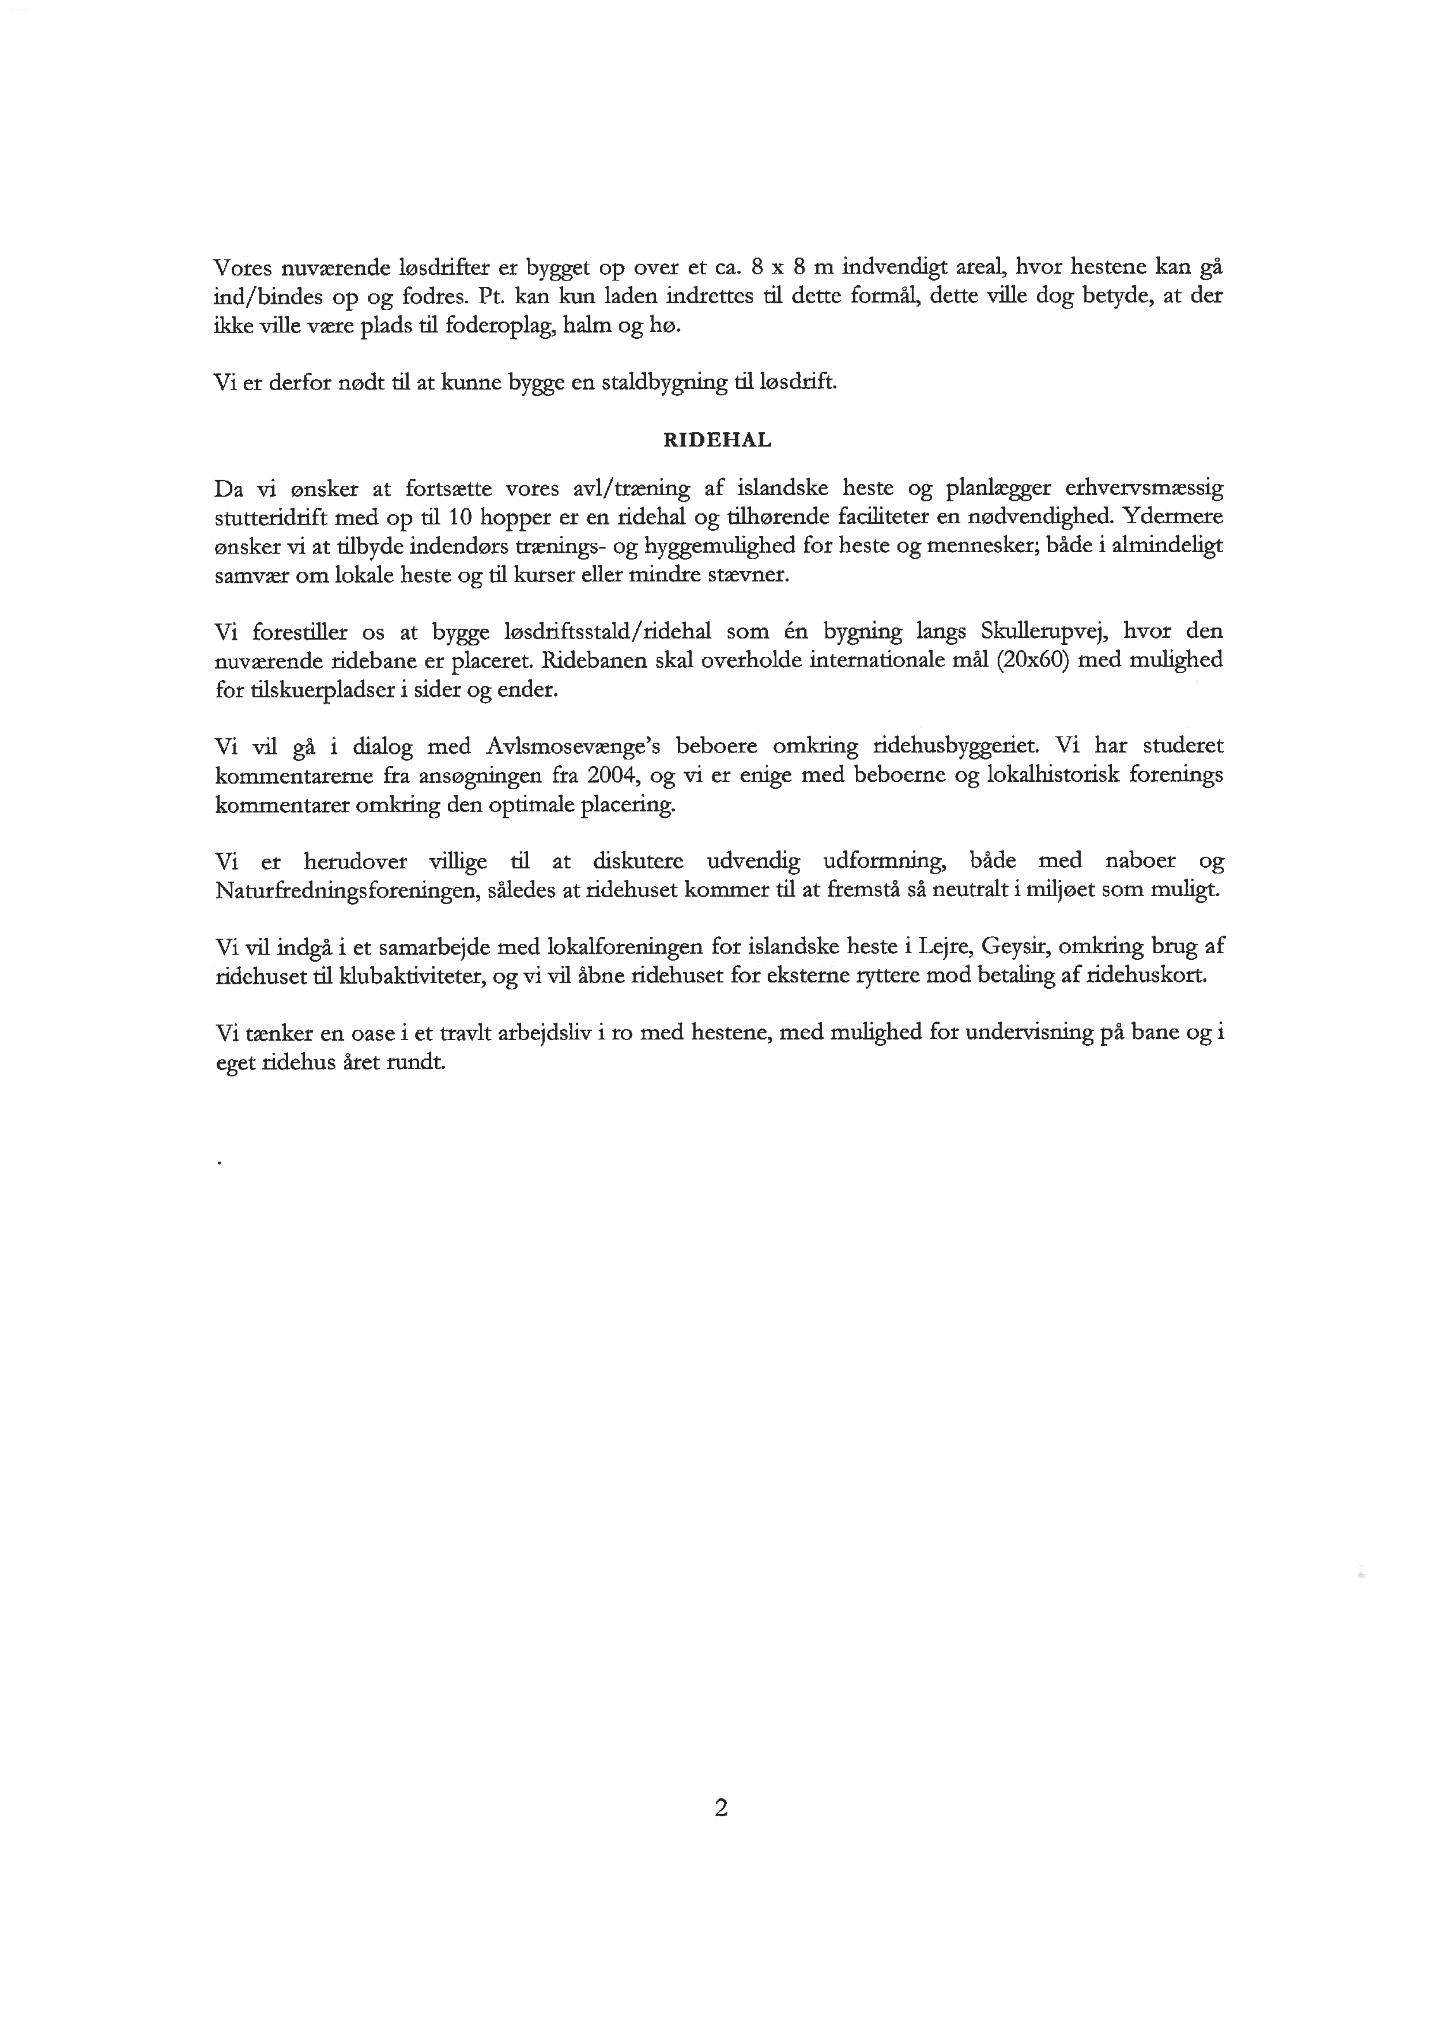 Vores nuværende løsdrifter er bygget op over et ca. 8 x 8 m indvendigt areal, hvor hestene kan gå
ind/bindes op og fodres. Pt. kan kun laden indrettes til dette formål, dette ville dog betyde, at der
ikke ville være plads til foderoplag, halm og hø.
Vi er derfor nødt til at kunne bygge en staldbygning til løsdrift.
RIDEHAL
Da vi ønsker at fortsætte vores avl/træning af islandske heste og planlægger erhvervsmæssig
stutteridrift med op til 10 hopper er en ridehal og tilhørende faciliteter en nødvendighed. Ydermere
ønsker vi at tilbyde indendørs trænings- og hyggemulighed for heste og mennesker; både i almindeligt
samvær om lokale heste og til kurser eller mindre stævner.
Vi forestiller os at bygge løsdriftsstald/ridehal som én bygning langs Skullerupvej, hvor den
nuværende ridebane er placeret. Ridebanen skal overholde internationale mål (20x60) med mulighed
for tilskuerpladser i sider og ender.
Vi vil gå i dialog med Avlsmosevænge's beboere omkring ridehusbyggeriet. Vi har studeret
kommentarerne fra ansøgningen fra 2004, og vi er enige med beboerne og lokalhistorisk forenings
kommentarer omkring den optimale placering.
Vi er herudover villige til at diskutere udvendig udformning, både med naboer og
Naturfredningsforeningen, således at ridehuset kommer til at fremstå så neutralt i miljøet som muligt.
Vi vil indgå i et samarbejde med lokalforeningen for islandske heste i Lejre, Geysir, omkring brug af
ridehuset til klubaktiviteter, og vi vil åbne ridehuset for eksterne ryttere mod betaling af ridehuskort.
Vi tænker en oase i et travlt arbejdsliv i ro med hestene, med mulighed for undervisning på bane og i
eget ridehus året rundt.
2